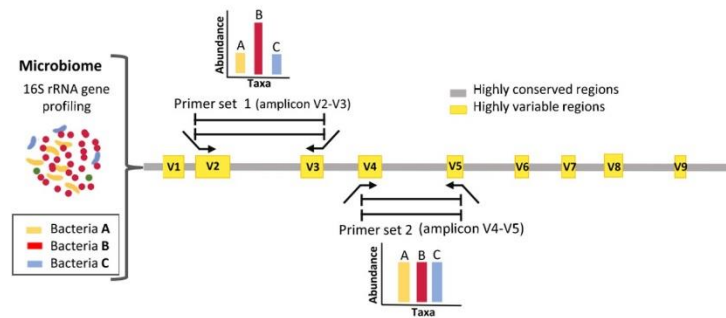 Microbiome
16S rRNA gene
profiling
Bacteria A
Bacteria B
Bacteria C
Abundance
A
B
C
Taxa
Primer set 1 (amplicon V2-V3)
Highly conserved regions
Highly variable regions
V1
V2
V3
V4
V5
V6
V7
V8
V9
Primer set 2 (amplicon V4-V5)
Abundance
A B C
Taxa